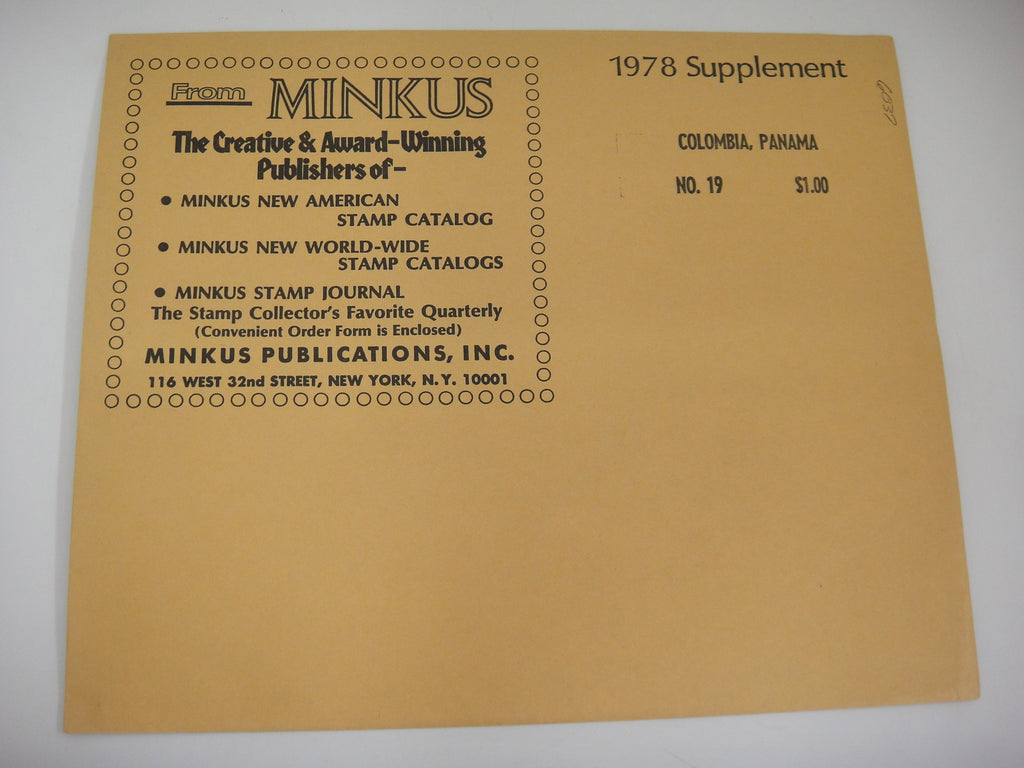 From MINKUS
The Creative & Award-Winning
Publishers of-
• MINKUS NEW AMERICAN
STAMP CATALOG
• MINKUS NEW WORLD-WIDE
STAMP CATALOGS
• MINKUS STAMP JOURNAL
The Stamp Collector's Favorite Quarterly
(Convenient Order Form is Enclosed)
MINKUS PUBLICATIONS, INC.
116 WEST 32nd STREET, NEW YORK, N.Y. 10001
1978 Supplement
COLOMBIA, PANAMA
NO. 19 $1.00